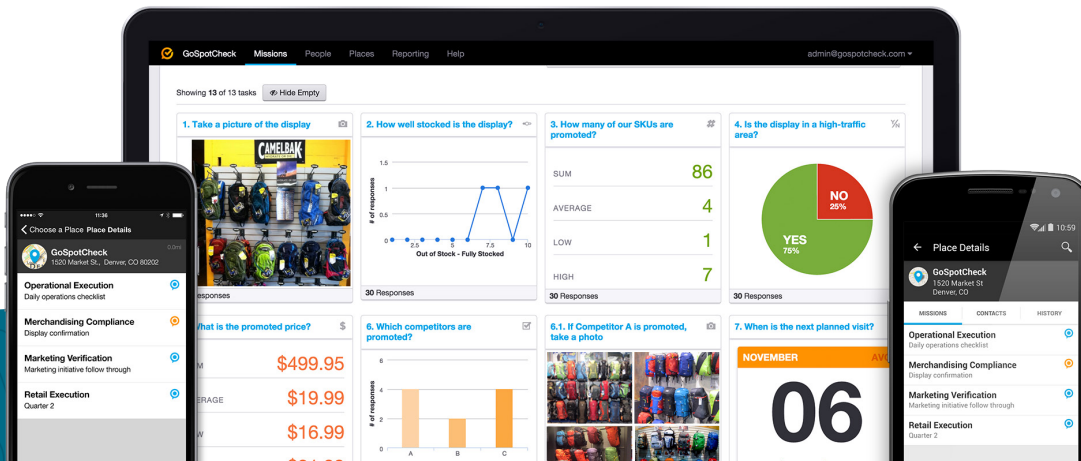 GoSpotCheck Missions People Places Reporting Help admin@gospotcheck.com
Showing 13 of 13 tasks Hide Empty
1. Take a picture of the display
CAMELBAK
Responses
2. How well stocked is the display?
# of responses
1.5
1
0.5
0
2.5 5 7.5 10
Out of Stock - Fully Stocked
30 Responses
3. How many of our SKUs are
promoted?
#
SUM 86
AVERAGE 4
LOW 1
HIGH 7
30 Responses
4. Is the display in a high-traffic
area?
Y/N
NO
25%
YES
75%
30 Responses
What is the promoted price? $
$499.95
ERAGE $19.99
$16.99
6. Which competitors are
promoted?
# of responses
6
4
2
0
A B C
6.1. If Competitor A is promoted,
take a photo
7. When is the next planned visit?
NOVEMBER
06
11:36
Choose a Place Place Details
GoSpotCheck 0.0mi
1520 Market St., Denver, CO 80202
Operational Execution
Daily operations checklist
Merchandising Compliance
Display confirmation
Marketing Verification
Marketing initiative follow through
Retail Execution
Quarter 2
10:59
Place Details
GoSpotCheck
1520 Market St
Denver, CO
MISSIONS CONTACTS HISTORY
Operational Execution
Daily operations checklist
Merchandising Compliance
Display confirmation
Marketing Verification
Marketing initiative follow through
Retail Execution
Quarter 2